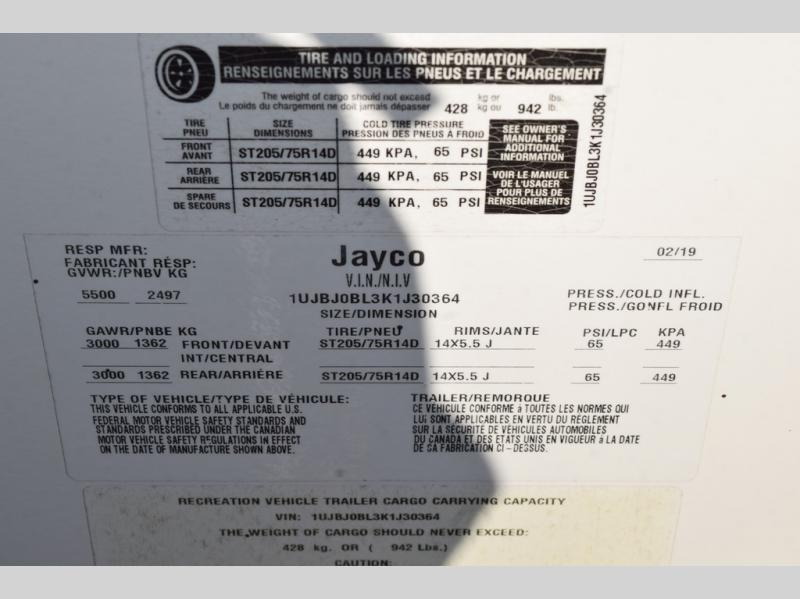 TIRE AND LOADING INFORMATION
RENSEIGNEMENTS SUR LES PNEUS ET LE CHARGEMENT
The weight of cargo should not exceed kg or lbs.
Le poids du chargement ne doit jamais dépasser 428 kg ou 942 lb.
TIRE SIZE COLD TIRE PRESSURE
PNEU DIMENSIONS PRESSION DES PNEUS À FROID
FRONT
AVANT ST205/75R14D 449 KPA, 65 PSI
REAR
ARRIÈRE ST205/75R14D 449 KPA, 65 PSI
SPARE
DE SECOURS ST205/75R14D 449 KPA, 65 PSI
SEE OWNER'S
MANUAL FOR
ADDITIONAL
INFORMATION
VOIR LE MANUEL
DE L'USAGER
POUR PLUS DE
RENSEIGNEMENTS
1UJBJ0BL3K1J30364
RESP MFR: Jayco 02/19
FABRICANT RÉSP:
GVWR:/PNBV KG V.I.N./N.I.V
5500 2497 1UJBJ0BL3K1J30364 PRESS./COLD INFL.
SIZE/DIMENSION PRESS./GONFL FROID
GAWR/PNBE KG TIRE/PNEU RIMS/JANTE PSI/LPC KPA
3000 1362 FRONT/DEVANT ST205/75R14D 14X5.5 J 65 449
INT/CENTRAL
3000 1362 REAR/ARRIÈRE ST205/75R14D 14X5.5 J 65 449
TYPE OF VEHICLE/TYPE DE VÉHICULE: TRAILER/REMORQUE
THIS VEHICLE CONFORMS TO ALL APPLICABLE U.S.
FEDERAL MOTOR VEHICLE SAFETY STANDARDS AND
STANDARDS PRESCRIBED UNDER THE CANADIAN
MOTOR VEHICLE SAFETY REGULATIONS IN EFFECT
ON THE DATE OF MANUFACTURE SHOWN ABOVE.
CE VÉHICULE CONFORME à TOUTES LES NORMES QUI
LUI SONT APPLICABLES EN VERTU DU RÉGLEMENT
SUR LA SÉCURITÉ DE VÉHICULES AUTOMOBILES
DU CANADA ET DES ÉTATS UNIS EN VIGUEUR à LA DATE
DE SA FABRICATION CI-DESSUS.
RECREATION VEHICLE TRAILER CARGO CARRYING CAPACITY
VIN: 1UJBJ0BL3K1J30364
THE WEIGHT OF CARGO SHOULD NEVER EXCEED:
428 kg. OR ( 942 Lbs.)
CAUTION: